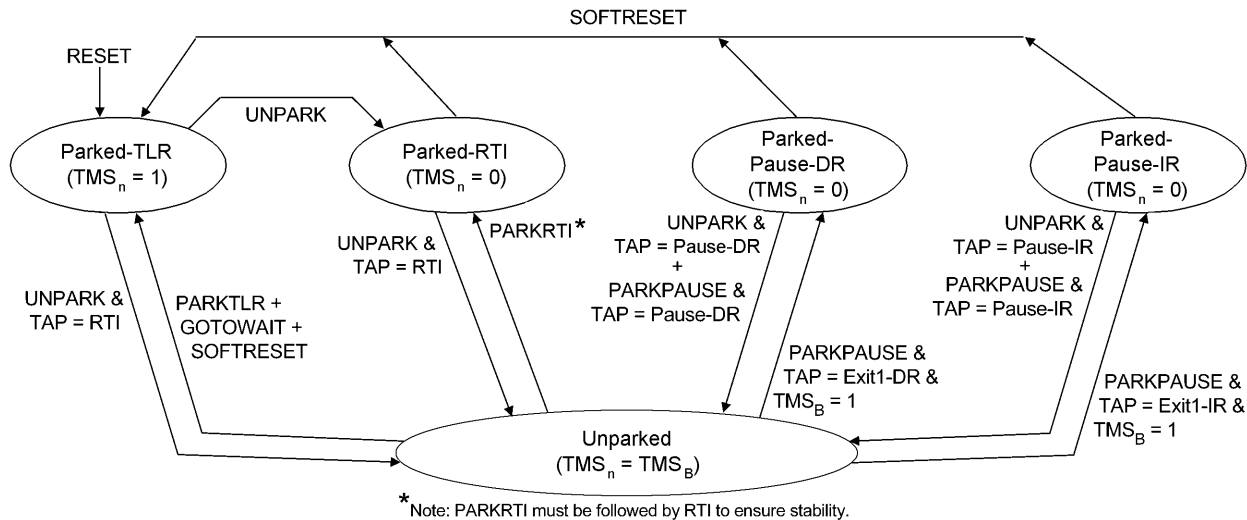 SOFTRESET
RESET
UNPARK
Parked-TLR
(TMSn = 1)
Parked-RTI
(TMSn = 0)
Parked-
Pause-DR
(TMSn = 0)
Parked-
Pause-IR
(TMSn = 0)
UNPARK &
TAP = RTI
PARKTLR +
GOTOWAIT +
SOFTRESET
UNPARK &
TAP = RTI
PARKRTI*
UNPARK &
TAP = Pause-DR
+
PARKPAUSE &
TAP = Pause-DR
PARKPAUSE &
TAP = Exit1-DR &
TMSB = 1
UNPARK &
TAP = Pause-IR
+
PARKPAUSE &
TAP = Pause-IR
PARKPAUSE &
TAP = Exit1-IR &
TMSB = 1
Unparked
(TMSn = TMSB)
*Note: PARKRTI must be followed by RTI to ensure stability.